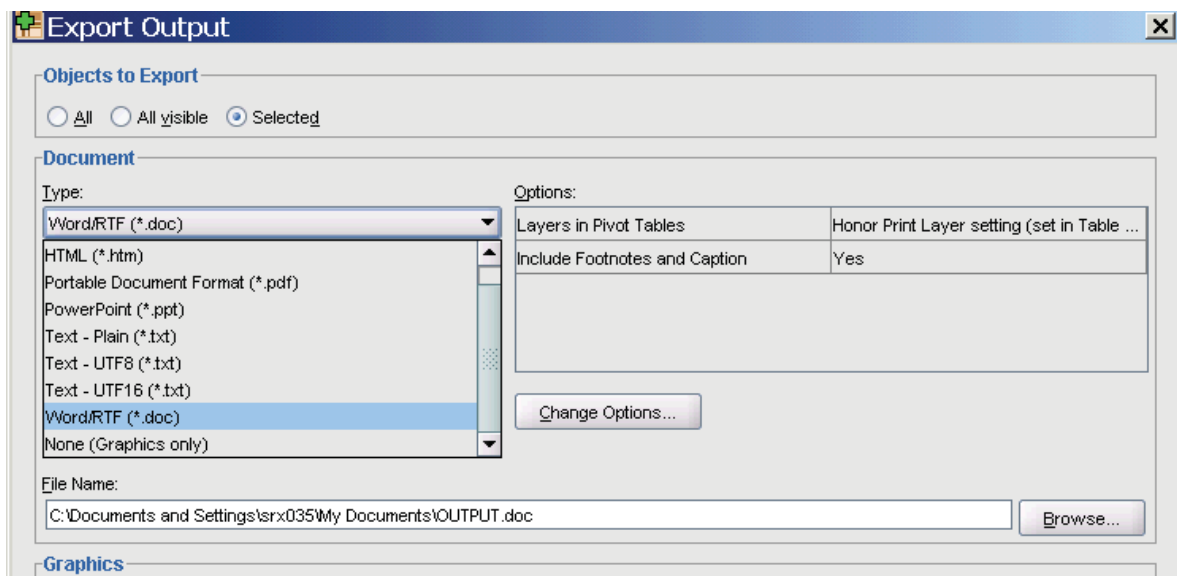 Export Output
Objects to Export
All All visible Selected
Document
Type:
Options:
Word/RTF (*.doc)
Layers in Pivot Tables Honor Print Layer setting (set in Table ...
HTML (*.htm)
Include Footnotes and Caption Yes
Portable Document Format (*.pdf)
PowerPoint (*.ppt)
Text - Plain (*.txt)
Text - UTF8 (*.txt)
Text - UTF16 (*.txt)
Word/RTF (*.doc)
Change Options...
None (Graphics only)
File Name:
C:\Documents and Settings\srx035\My Documents\OUTPUT.doc
Browse...
Graphics